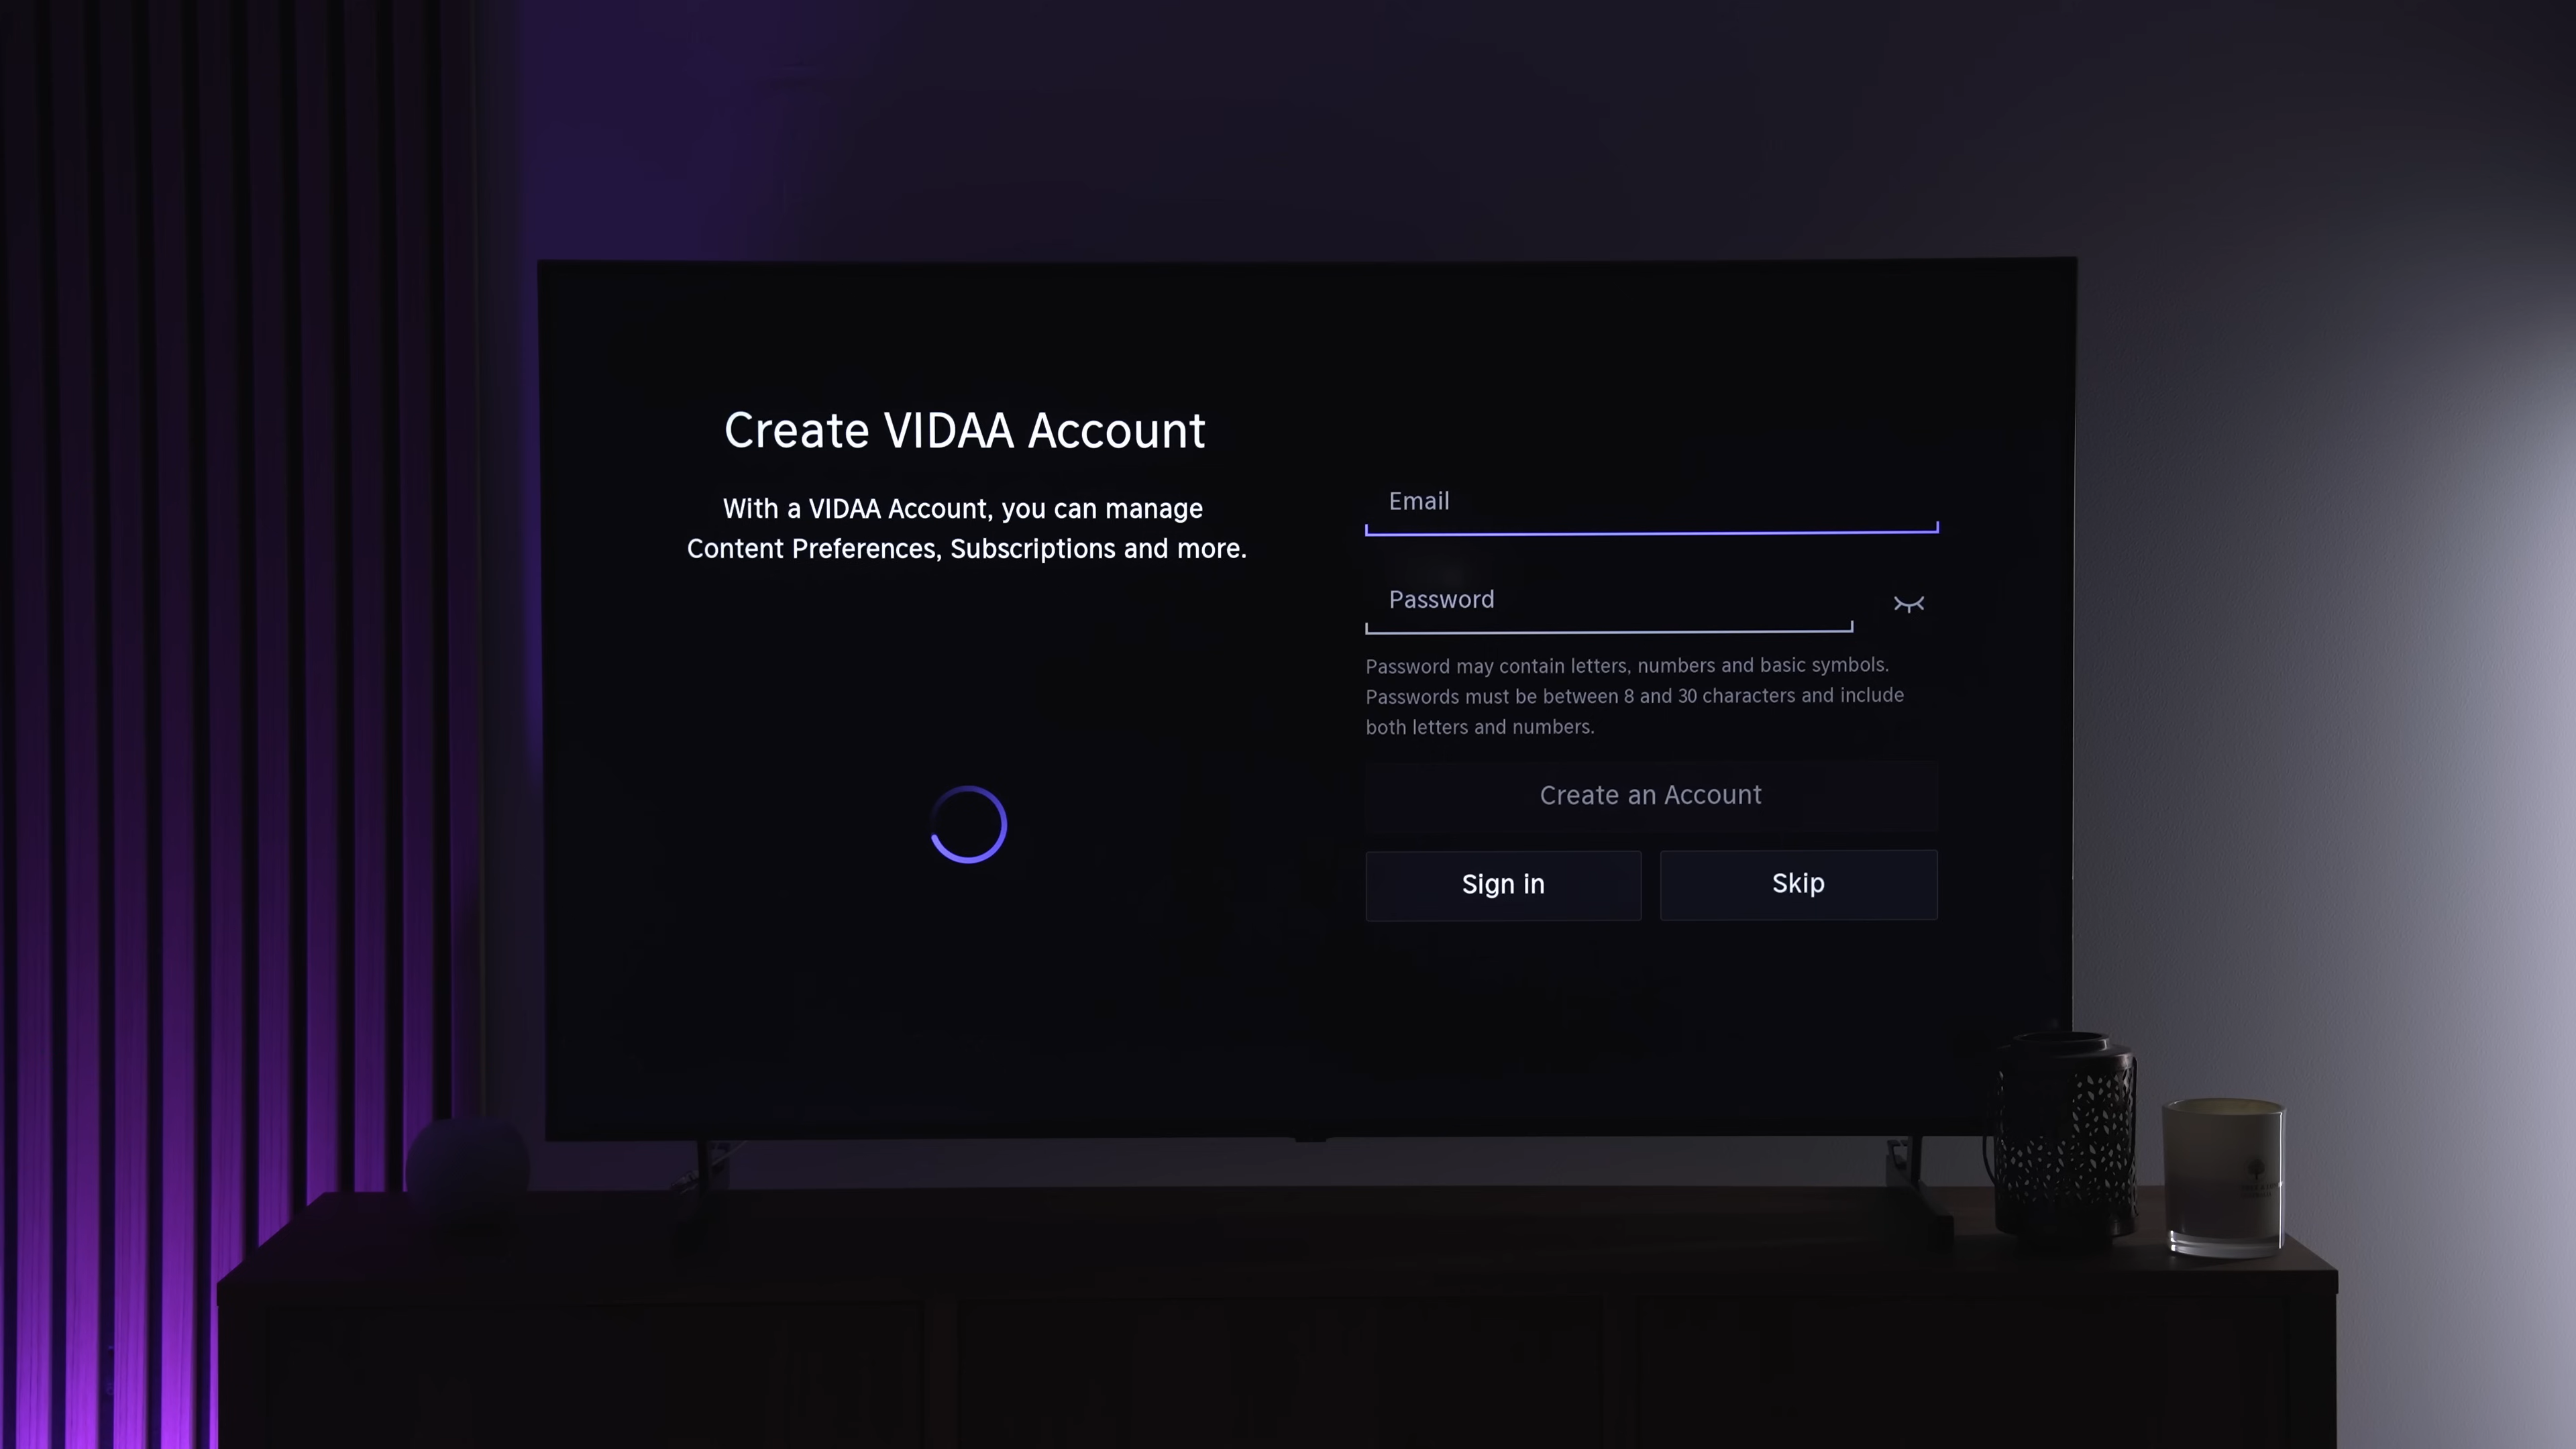 Create VIDAA Account
With a VIDAA Account, you can manage
Content Preferences, Subscriptions and more.
Email
Password
Password may contain letters, numbers and basic symbols.
Passwords must be between 8 and 30 characters and include
both letters and numbers.
Create an Account
Sign in
Skip